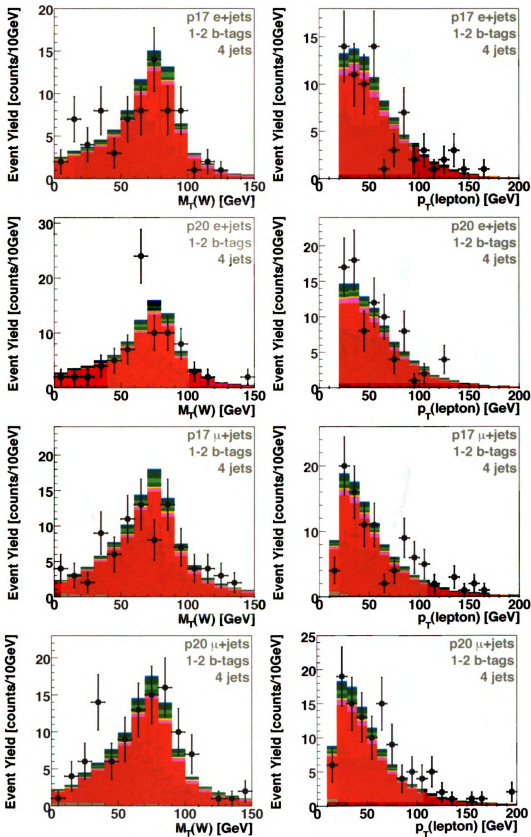 Event Yield [counts/10GeV]
20
15
10
5
0
0 50 100 150
M_T(W) [GeV]
p17 e+jets
1-2 b-tags
4 jets
Event Yield [counts/10GeV]
15
10
5
0
0 50 100 150 200
p_T(lepton) [GeV]
p17 e+jets
1-2 b-tags
4 jets
Event Yield [counts/10GeV]
30
20
10
0
0 50 100 150
M_T(W) [GeV]
p20 e+jets
1-2 b-tags
4 jets
Event Yield [counts/10GeV]
20
15
10
5
0
0 50 100 150 200
p_T(lepton) [GeV]
p20 e+jets
1-2 b-tags
4 jets
Event Yield [counts/10GeV]
20
15
10
5
0
0 50 100 150
M_T(W) [GeV]
p17 μ+jets
1-2 b-tags
4 jets
Event Yield [counts/10GeV]
20
10
0
0 50 100 150 200
p_T(lepton) [GeV]
p17 μ+jets
1-2 b-tags
4 jets
Event Yield [counts/10GeV]
20
15
10
5
0
0 50 100 150
M_T(W) [GeV]
p20 μ+jets
1-2 b-tags
4 jets
Event Yield [counts/10GeV]
25
20
15
10
5
0
0 50 100 150 200
p_T(lepton) [GeV]
p20 μ+jets
1-2 b-tags
4 jets